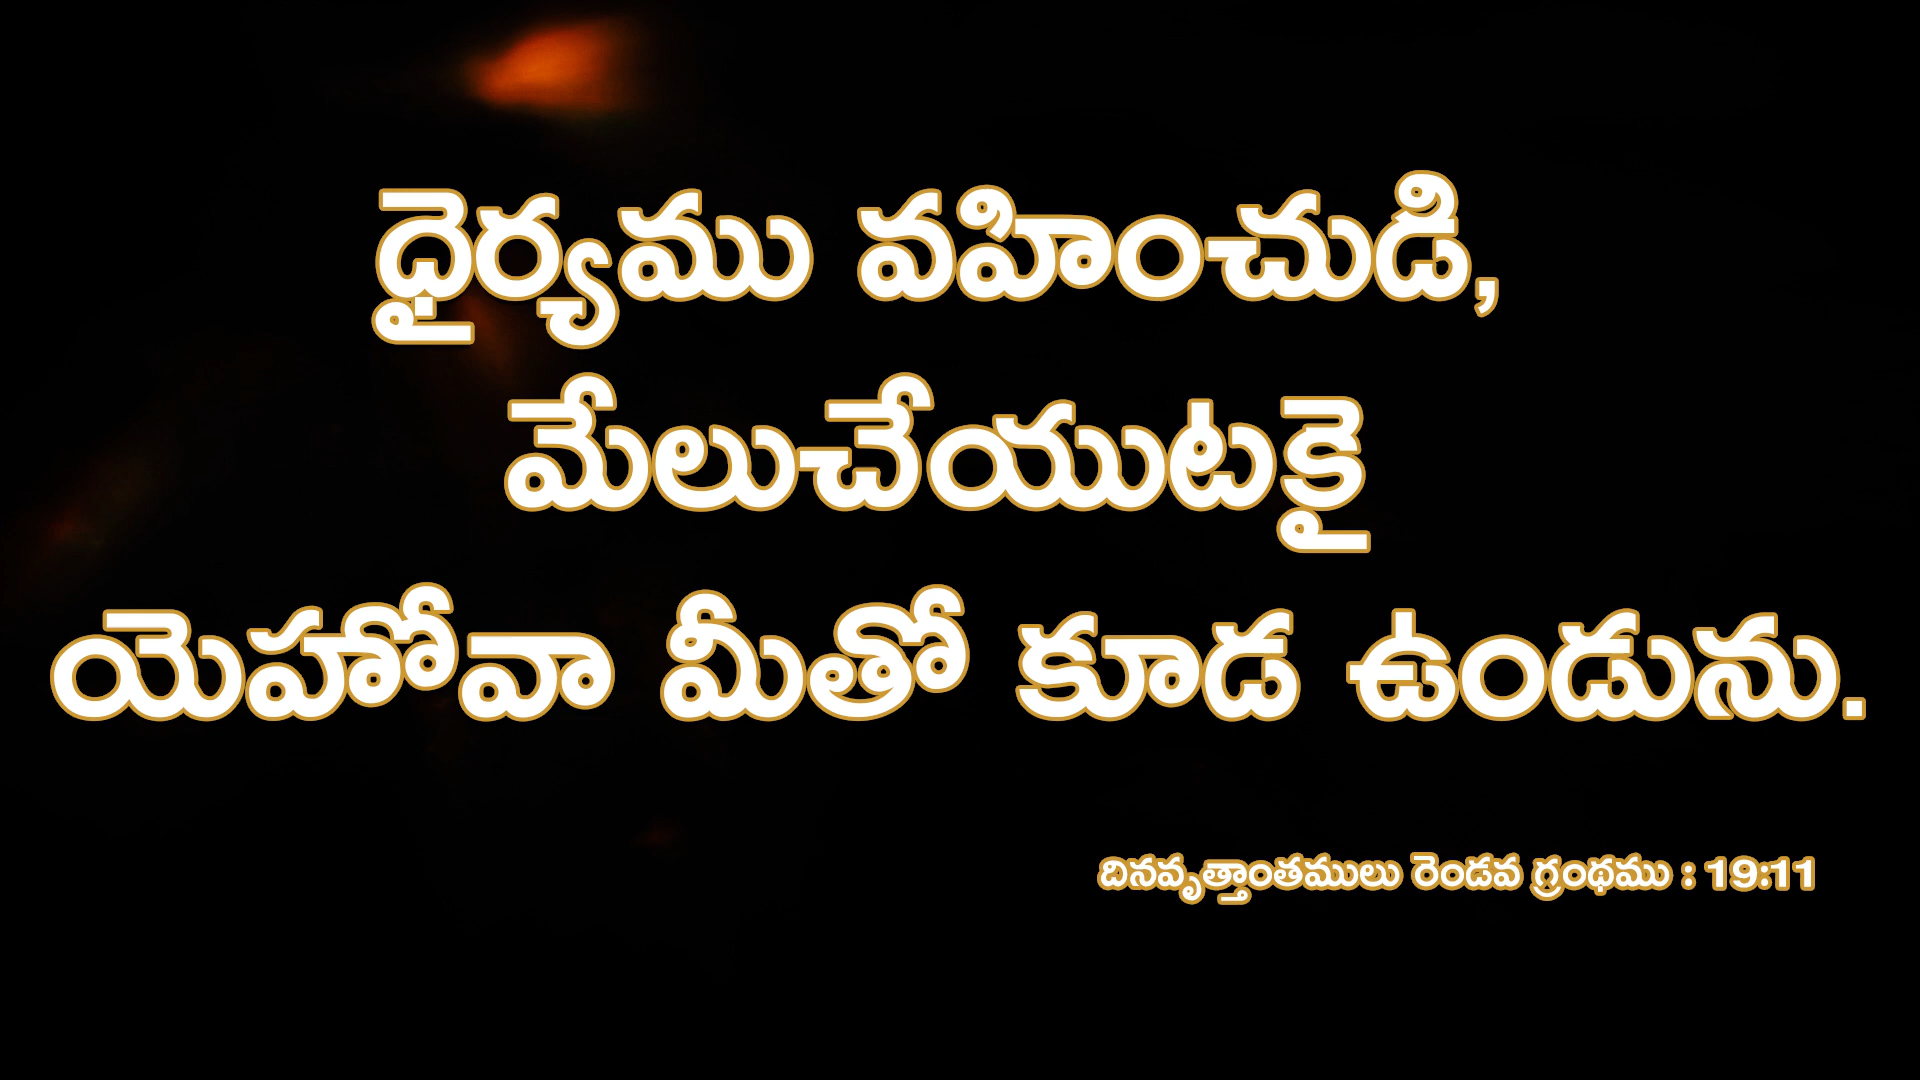 ధైర్యము వహించుడి,
మేలుచేయుటకై
యెహోవా మీతో కూడ ఉండును.
దినవృత్తాంతములు రెండవ గ్రంథము : 19:11